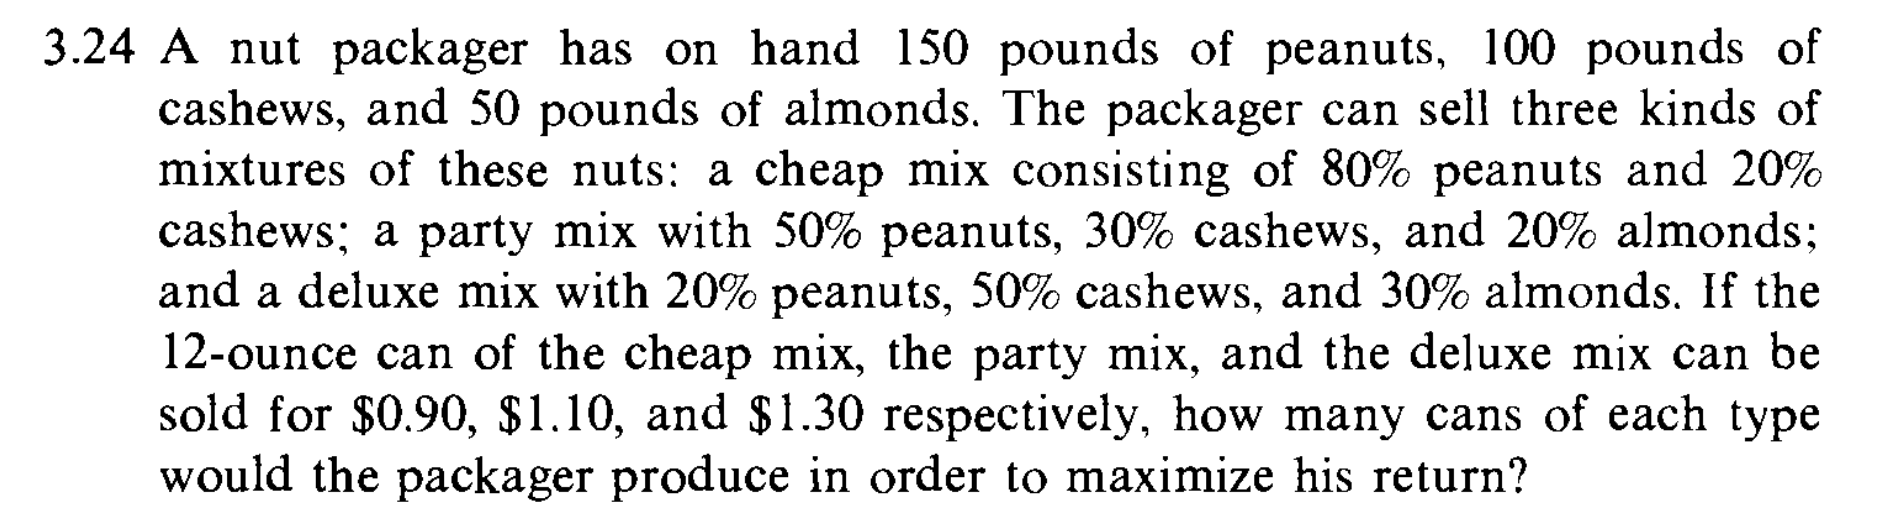 3.24 A nut packager has on hand 150 pounds of peanuts, 100 pounds of
cashews, and 50 pounds of almonds. The packager can sell three kinds of
mixtures of these nuts: a cheap mix consisting of 80% peanuts and 20%
cashews; a party mix with 50% peanuts, 30% cashews, and 20% almonds;
and a deluxe mix with 20% peanuts, 50% cashews, and 30% almonds. If the
12-ounce can of the cheap mix, the party mix, and the deluxe mix can be
sold for $0.90, $1.10, and $1.30 respectively, how many cans of each type
would the packager produce in order to maximize his return?